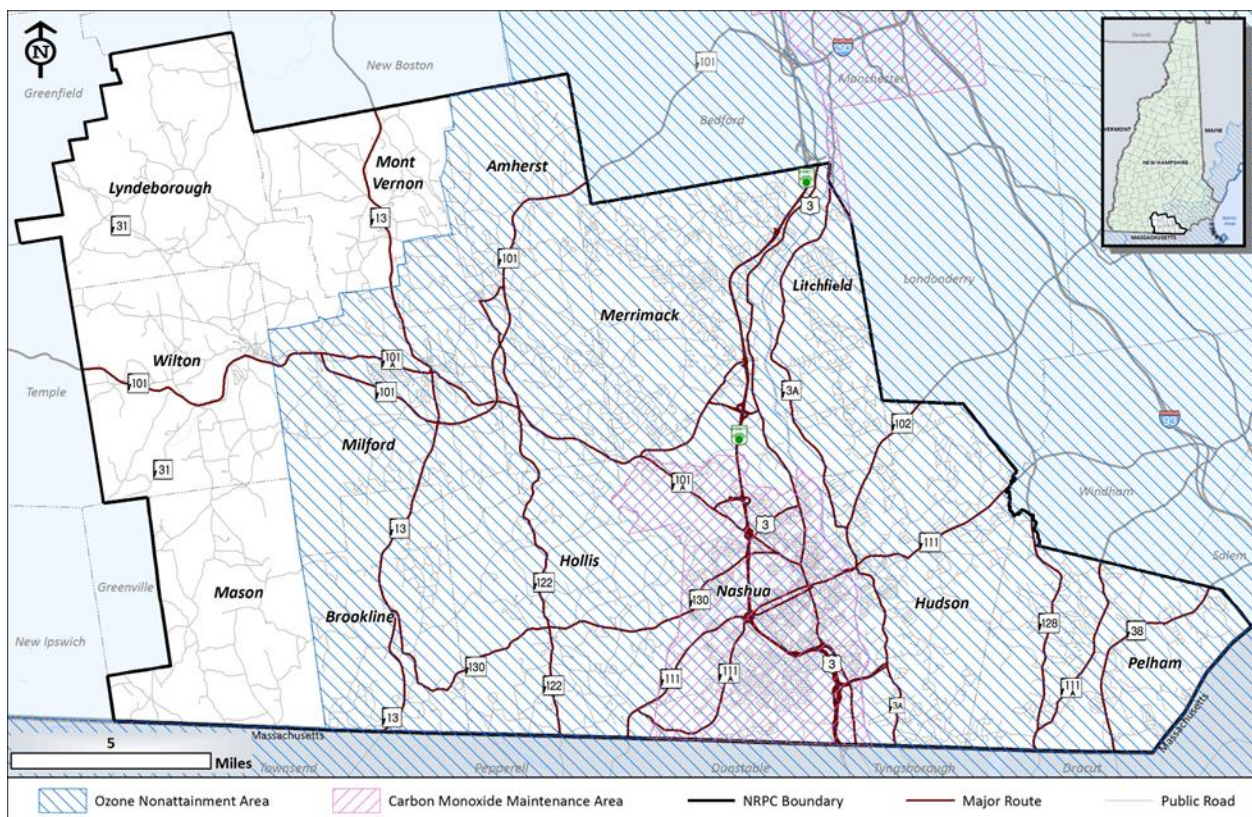 N
New Boston
Greenfield
101
Manchester
Bedford
Canada
VERMONT
MAINE
NEW HAMPSHIRE
MASSACHUSETTS
Mont
Vernon
Amherst
Lyndeborough
31
13
3
101
Litchfield
Londonderry
Merrimack
Wilton
101
A
101
101
3A
Temple
102
93
Milford
31
101
A
Windham
3
13
111
Salem
Hollis
Greenville
Mason
122
Nashua
130
Hudson
Brookline
128
38
New Ipswich
130
111
111
A
3
111
A
Pelham
122
3A
13
Massachusetts
Massachusetts
5
Miles
Townsend
Pepperell
Dunstable
Tyngsborough
Dracut
Ozone Nonattainment Area
Carbon Monoxide Maintenance Area
NRPC Boundary
Major Route
Public Road